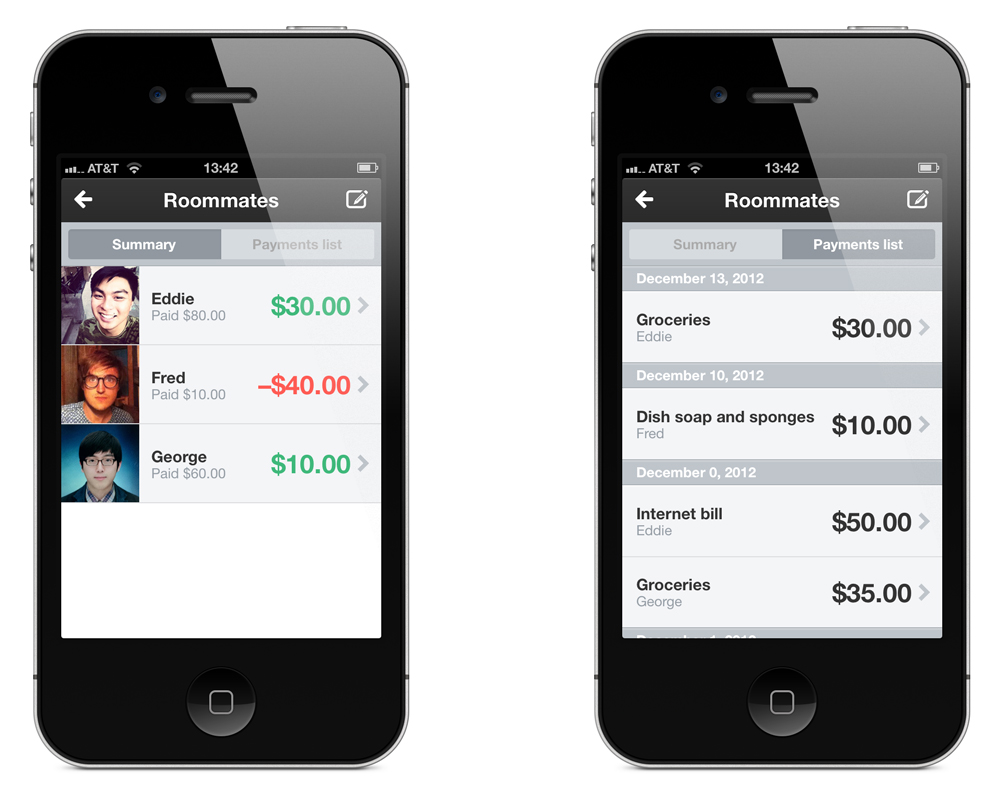 AT&T 13:42
Roommates
Summary Payments list
Eddie
Paid $80.00
$30.00
Fred
Paid $10.00
–$40.00
George
Paid $60.00
$10.00
AT&T 13:42
Roommates
Summary Payments list
December 13, 2012
Groceries
Eddie
$30.00
December 10, 2012
Dish soap and sponges
Fred
$10.00
December 0, 2012
Internet bill
Eddie
$50.00
Groceries
George
$35.00